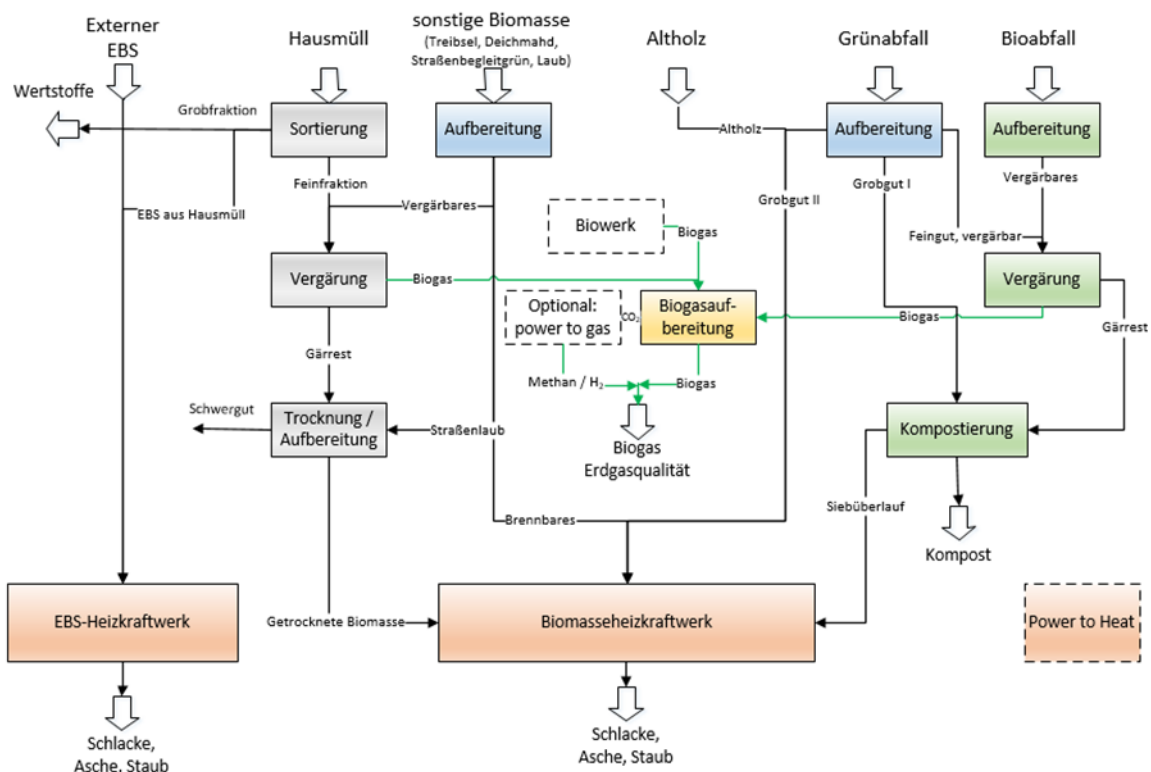 Externer
EBS
Hausmüll
sonstige Biomasse
(Treibsel, Deichmahd,
Straßenbegleitgrün, Laub)
Altholz
Grünabfall
Bioabfall
Wertstoffe
Grobfraktion
Sortierung
Aufbereitung
Altholz
Aufbereitung
Aufbereitung
Feinfraktion
Grobgut I
Vergärbares
EBS aus Hausmüll
Vergärbares
Grobgut II
Biowerk
Biogas
Feingut, vergärbar
Vergärung
Biogas
Optional:
power to gas
CO₂
Biogasauf-
bereitung
Biogas
Vergärung
Gärrest
Gärrest
Methan / H₂
Biogas
Schwergut
Trocknung /
Aufbereitung
Straßenlaub
Biogas
Erdgasqualität
Kompostierung
Siebüberlauf
Brennbares
Kompost
EBS-Heizkraftwerk
Getrocknete Biomasse
Biomasseheizkraftwerk
Power to Heat
Schlacke,
Asche, Staub
Schlacke,
Asche, Staub